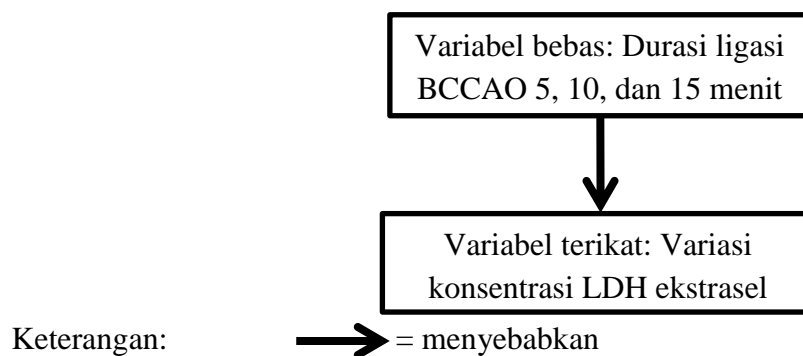 Variabel bebas: Durasi ligasi
BCCAO 5, 10, dan 15 menit
Variabel terikat: Variasi
konsentrasi LDH ekstrasel
Keterangan: = menyebabkan